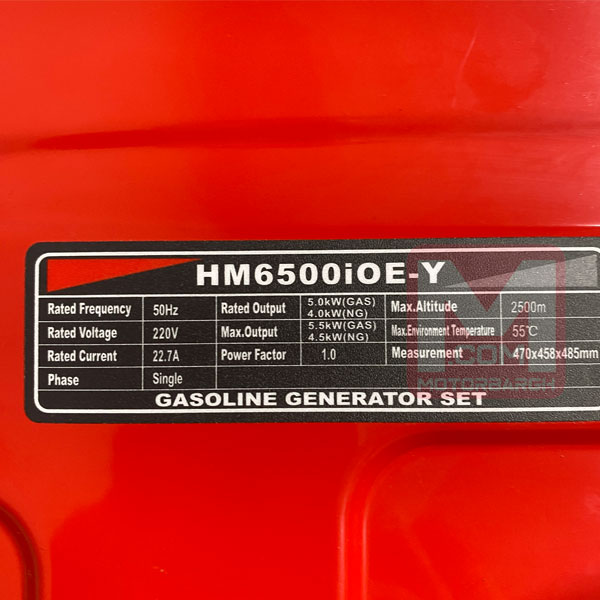 HM6500iOE-Y
Rated Frequency 50Hz Rated Output 5.0kW(GAS) 4.0kW(NG) Max.Altitude 2500m
Rated Voltage 220V Max.Output 5.5kW(GAS) 4.5kW(NG) Max.Environment Temperature 55℃
Rated Current 22.7A Power Factor 1.0 Measurement 470x458x485mm
Phase Single
GASOLINE GENERATOR SET
M
.COM
MOTORBARGH